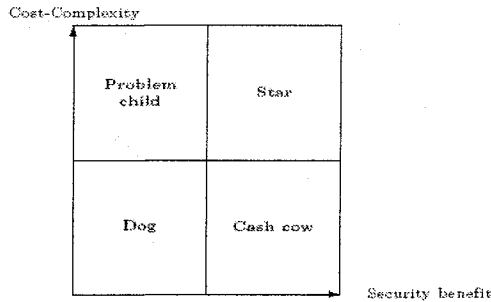 Cost-Complexity
Problem
child
Star
Dog
Cash cow
Security benefit